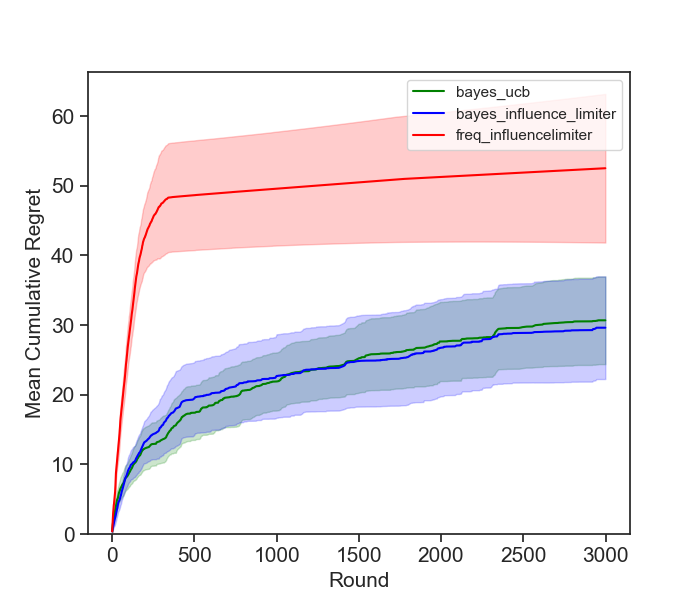 bayes_ucb
bayes_influence_limiter
freq_influencelimiter
Mean Cumulative Regret
60
50
40
30
20
10
0
0 500 1000 1500 2000 2500 3000
Round